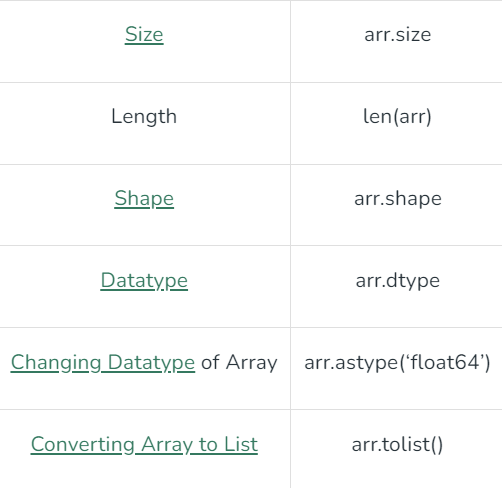 Size arr.size
Length len(arr)
Shape arr.shape
Datatype arr.dtype
Changing Datatype of Array arr.astype(‘float64’)
Converting Array to List arr.tolist()